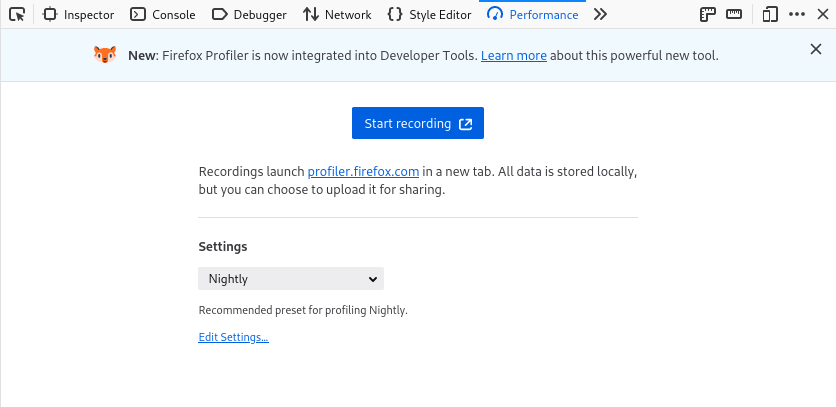 Inspector Console Debugger Network Style Editor Performance
New: Firefox Profiler is now integrated into Developer Tools. Learn more about this powerful new tool.
Start recording
Recordings launch profiler.firefox.com in a new tab. All data is stored locally,
but you can choose to upload it for sharing.
Settings
Nightly
Recommended preset for profiling Nightly.
Edit Settings…